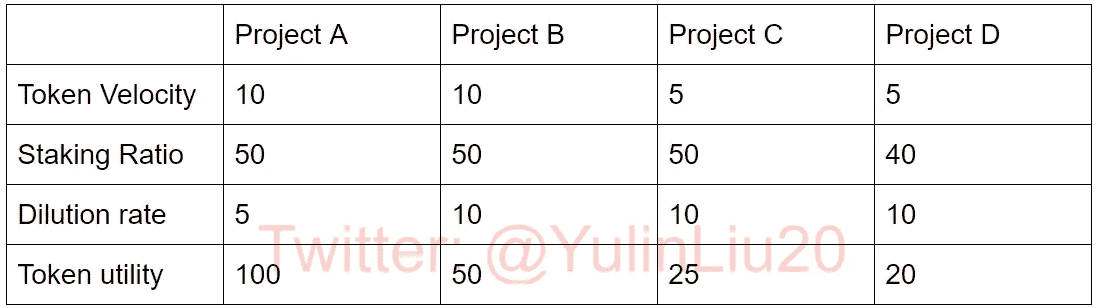 Project A Project B Project C Project D
Token Velocity 10 10 5 5
Staking Ratio 50 50 50 40
Dilution rate 5 10 10 10
Twitter: @YulinLiu20
Token utility 100 50 25 20